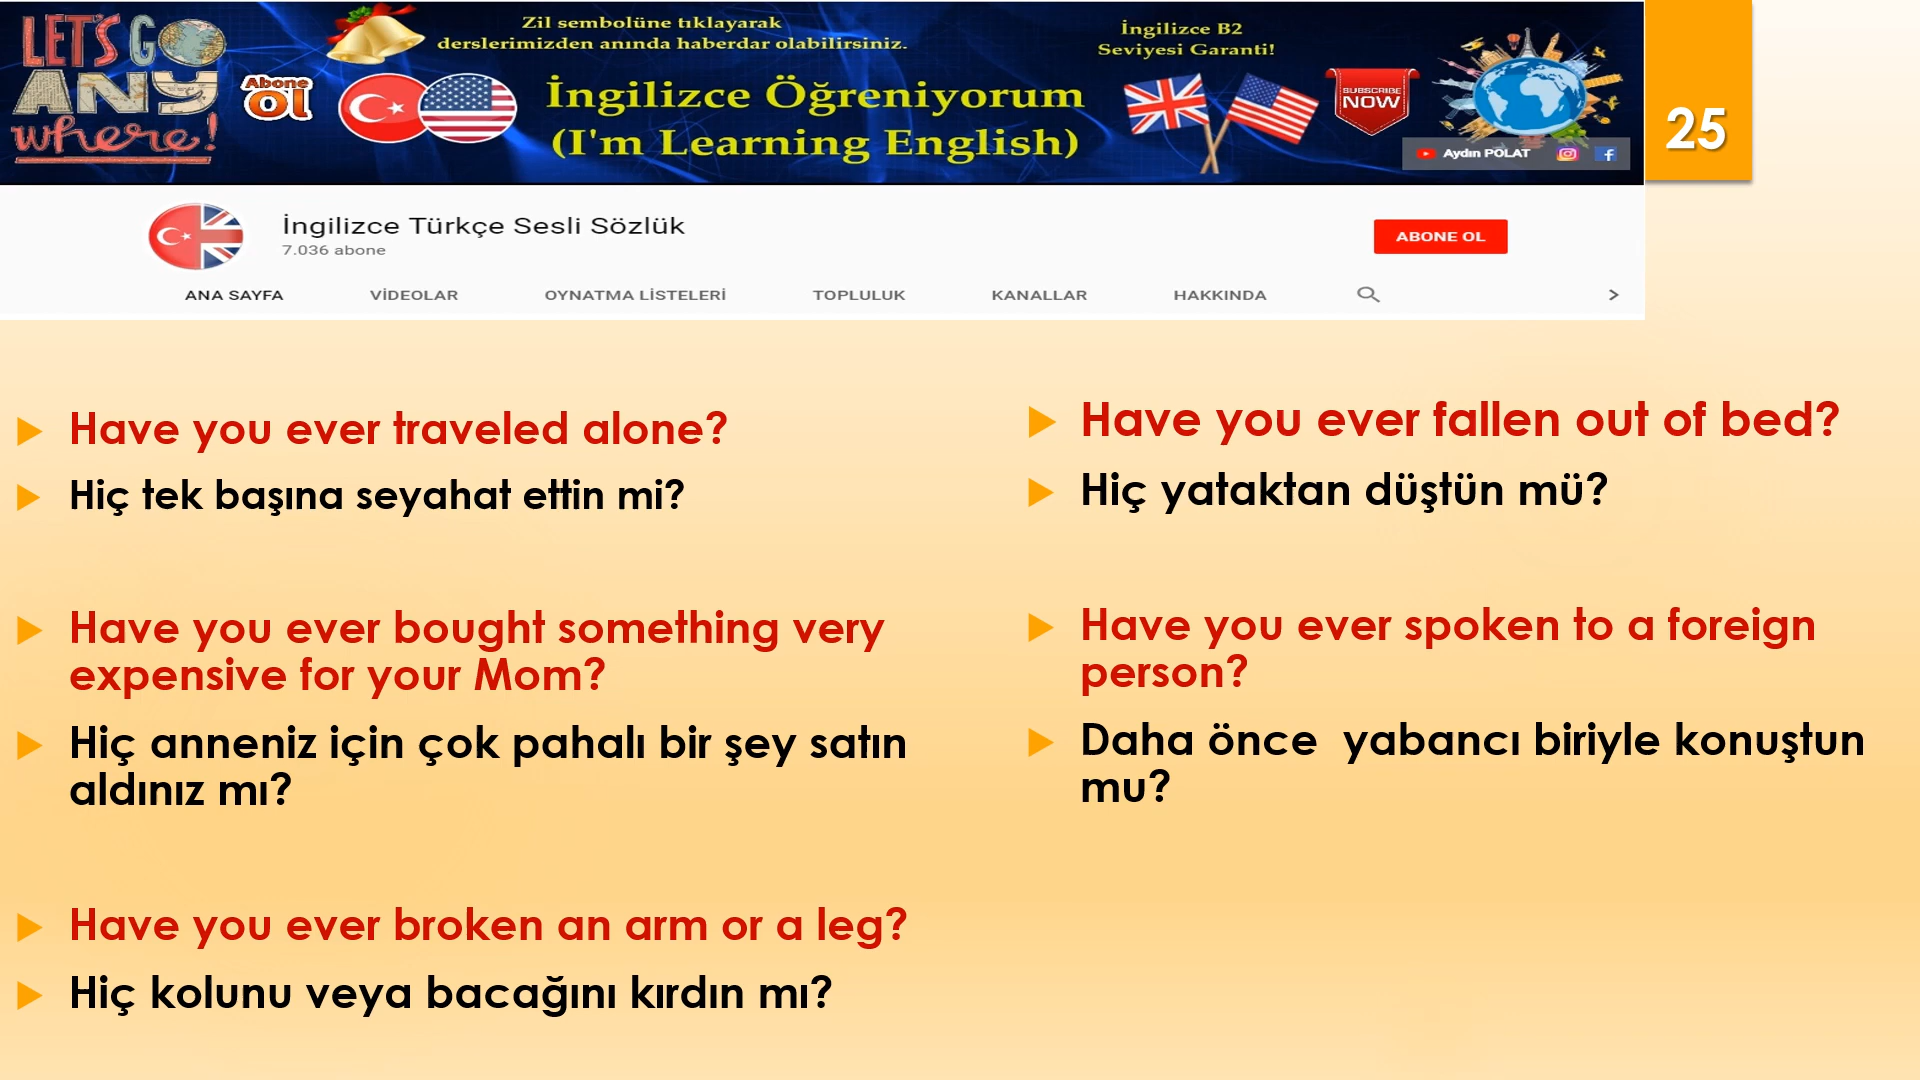 LET'S GO
ANY
where!
Abone
Ol
Zil sembolüne tıklayarak
derslerimizden anında haberdar olabilirsiniz.
İngilizce Öğreniyorum
(I'm Learning English)
İngilizce B2
Seviyesi Garanti!
SUBSCRIBE
NOW
Aydın POLAT
25
İngilizce Türkçe Sesli Sözlük
7.036 abone
ABONE OL
ANA SAYFA VİDEOLAR OYNATMA LİSTELERİ TOPLULUK KANALLAR HAKKINDA
Have you ever traveled alone?
Hiç tek başına seyahat ettin mi?
Have you ever bought something very
expensive for your Mom?
Hiç anneniz için çok pahalı bir şey satın
aldınız mı?
Have you ever broken an arm or a leg?
Hiç kolunu veya bacağını kırdın mı?
Have you ever fallen out of bed?
Hiç yataktan düştün mü?
Have you ever spoken to a foreign
person?
Daha önce  yabancı biriyle konuştun
mu?